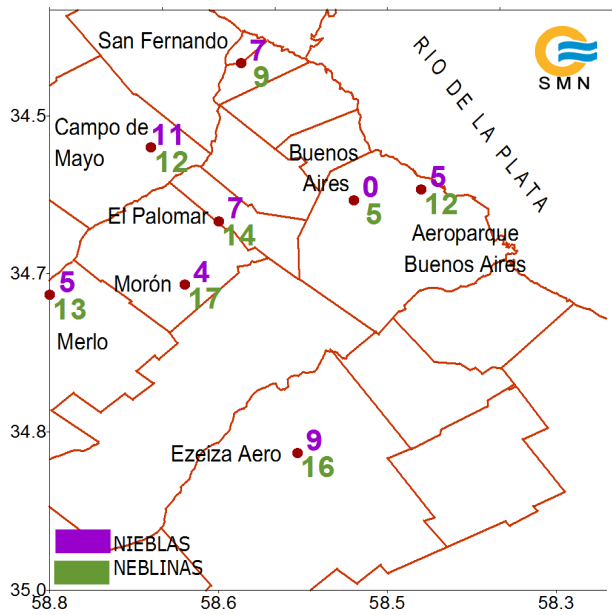 San Fernando
7
9
RIO DE LA PLATA
SMN
34.5
Campo de
Mayo
11
12
Buenos
Aires
0
5
5
12
Aeroparque
Buenos Aires
El Palomar
7
14
34.7
5
13
Merlo
Morón
4
17
34.8
Ezeiza Aero
9
16
NIEBLAS
NEBLINAS
35.0
58.8
58.6
58.5
58.3